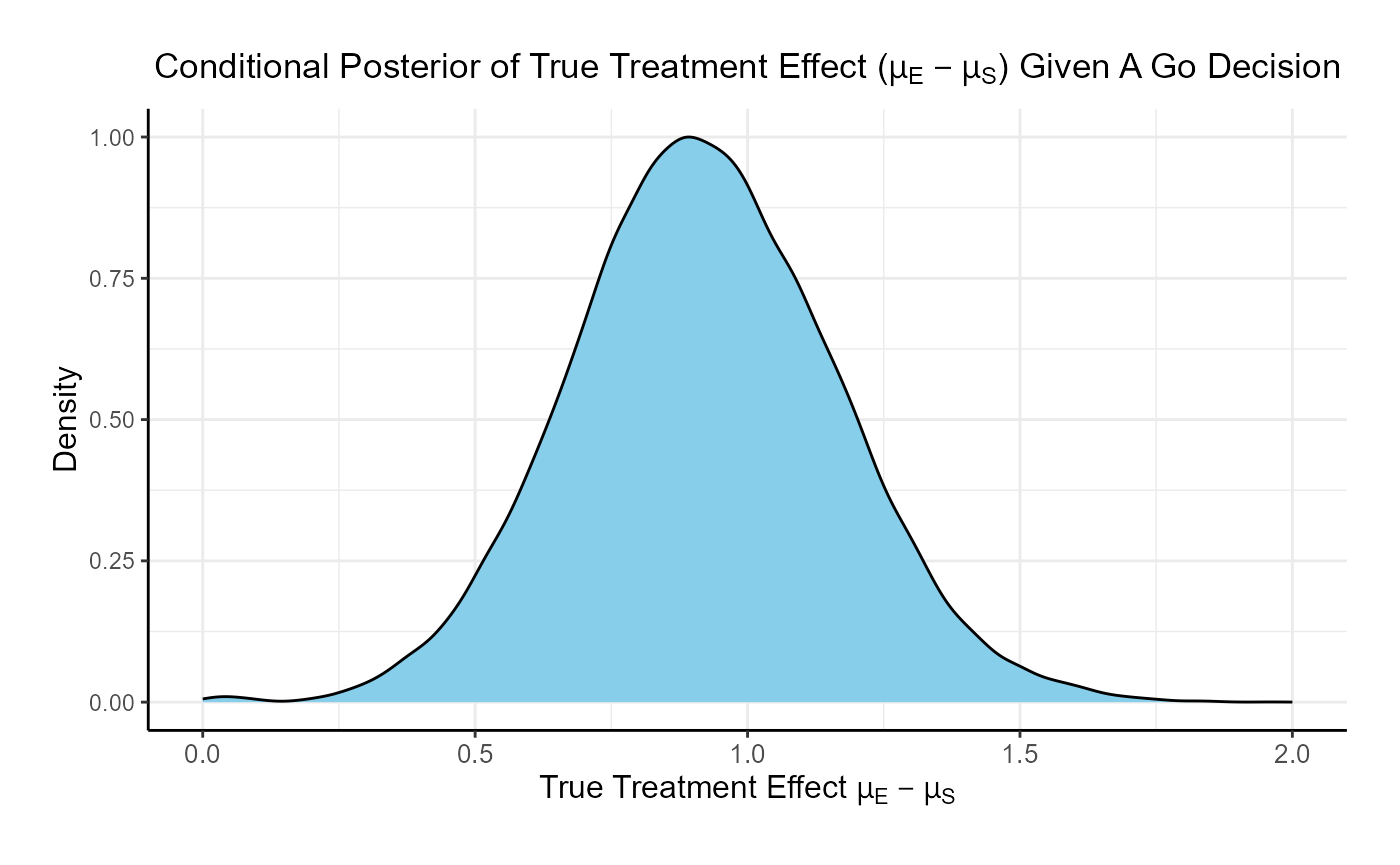 Conditional Posterior of True Treatment Effect (μE − μS) Given A Go Decision
1.00
0.75
0.50
0.25
0.00
Density
0.0 0.5 1.0 1.5 2.0
True Treatment Effect μE − μS